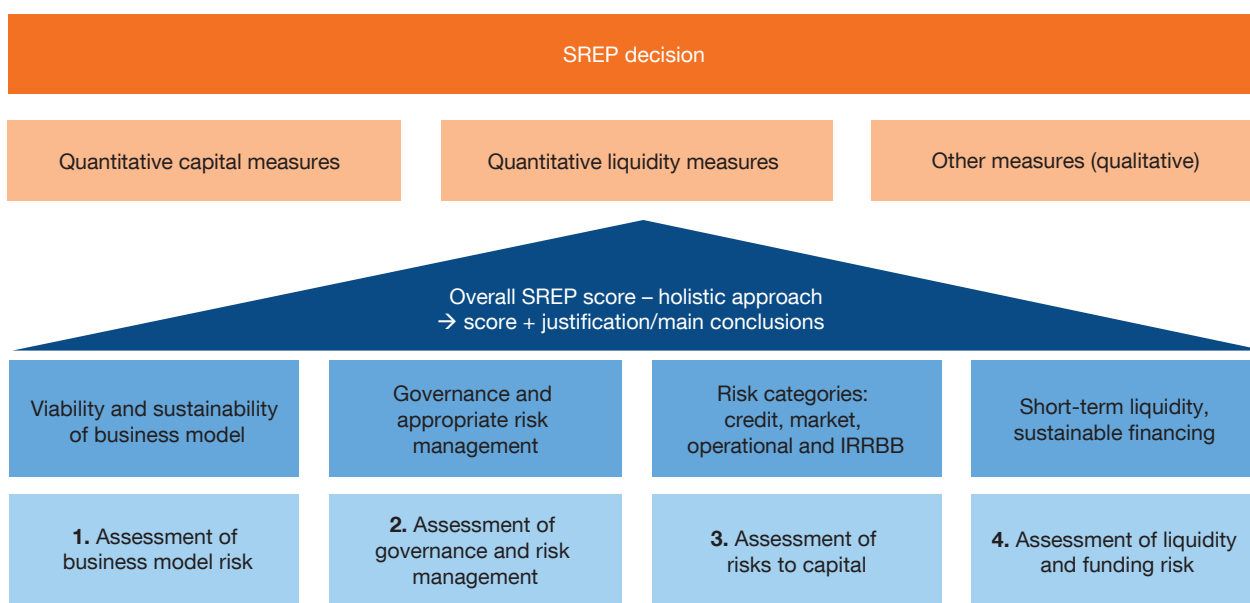 SREP decision
Quantitative capital measures
Quantitative liquidity measures
Other measures (qualitative)
Overall SREP score – holistic approach
→ score + justification/main conclusions
Viability and sustainability
of business model
Governance and
appropriate risk
management
Risk categories:
credit, market,
operational and IRRBB
Short-term liquidity,
sustainable financing
1. Assessment of
business model risk
2. Assessment of
governance and risk
management
3. Assessment of
risks to capital
4. Assessment of liquidity
and funding risk